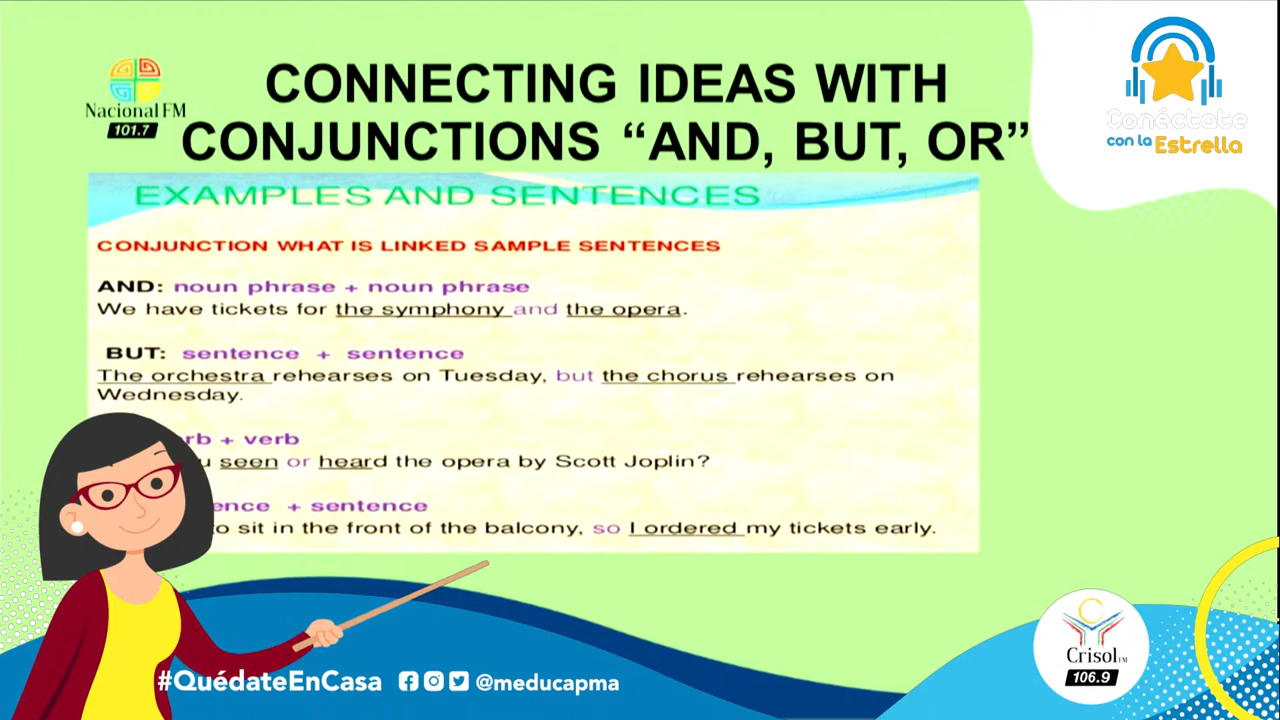 CONNECTING IDEAS WITH
CONJUNCTIONS “AND, BUT, OR”
Nacional FM
101.7
Conéctate
con la Estrella
EXAMPLES AND SENTENCES
CONJUNCTION WHAT IS LINKED SAMPLE SENTENCES
AND: noun phrase + noun phrase
We have tickets for the symphony and the opera.
BUT: sentence + sentence
The orchestra rehearses on Tuesday, but the chorus rehearses on
Wednesday.
+ verb
seen or heard the opera by Scott Joplin?
+ sentence
sit in the front of the balcony, so I ordered my tickets early.
#QuédateEnCasa @meducapma
Crisol FM
106.9